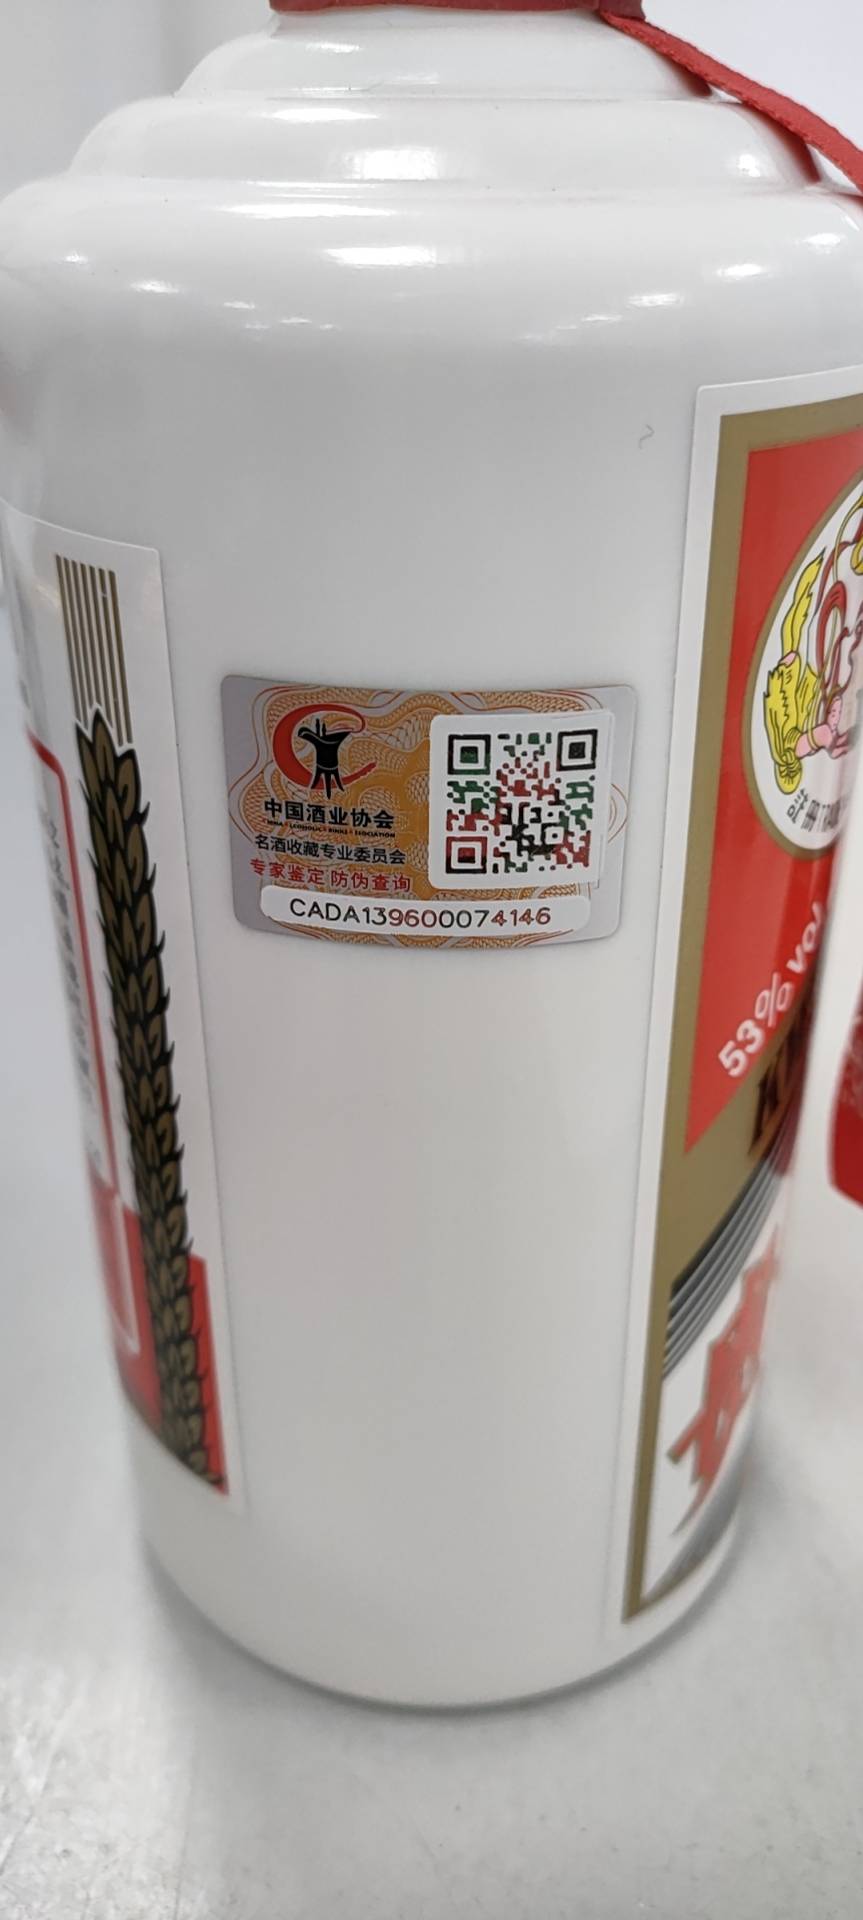 中国酒业协会
名酒收藏专业委员会
专家鉴定 防伪查询
CADA139600074146
53% vol